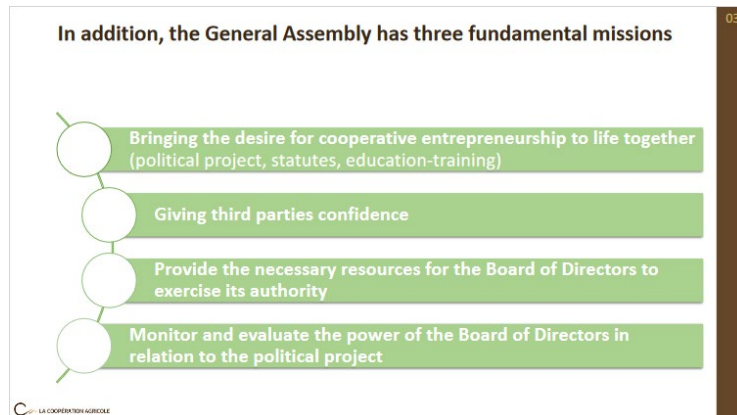 In addition, the General Assembly has three fundamental missions
03
Bringing the desire for cooperative entrepreneurship to life together
(political project, statutes, education-training)
Giving third parties confidence
Provide the necessary resources for the Board of Directors to
exercise its authority
Monitor and evaluate the power of the Board of Directors in
relation to the political project
LA COOPÉRATION AGRICOLE